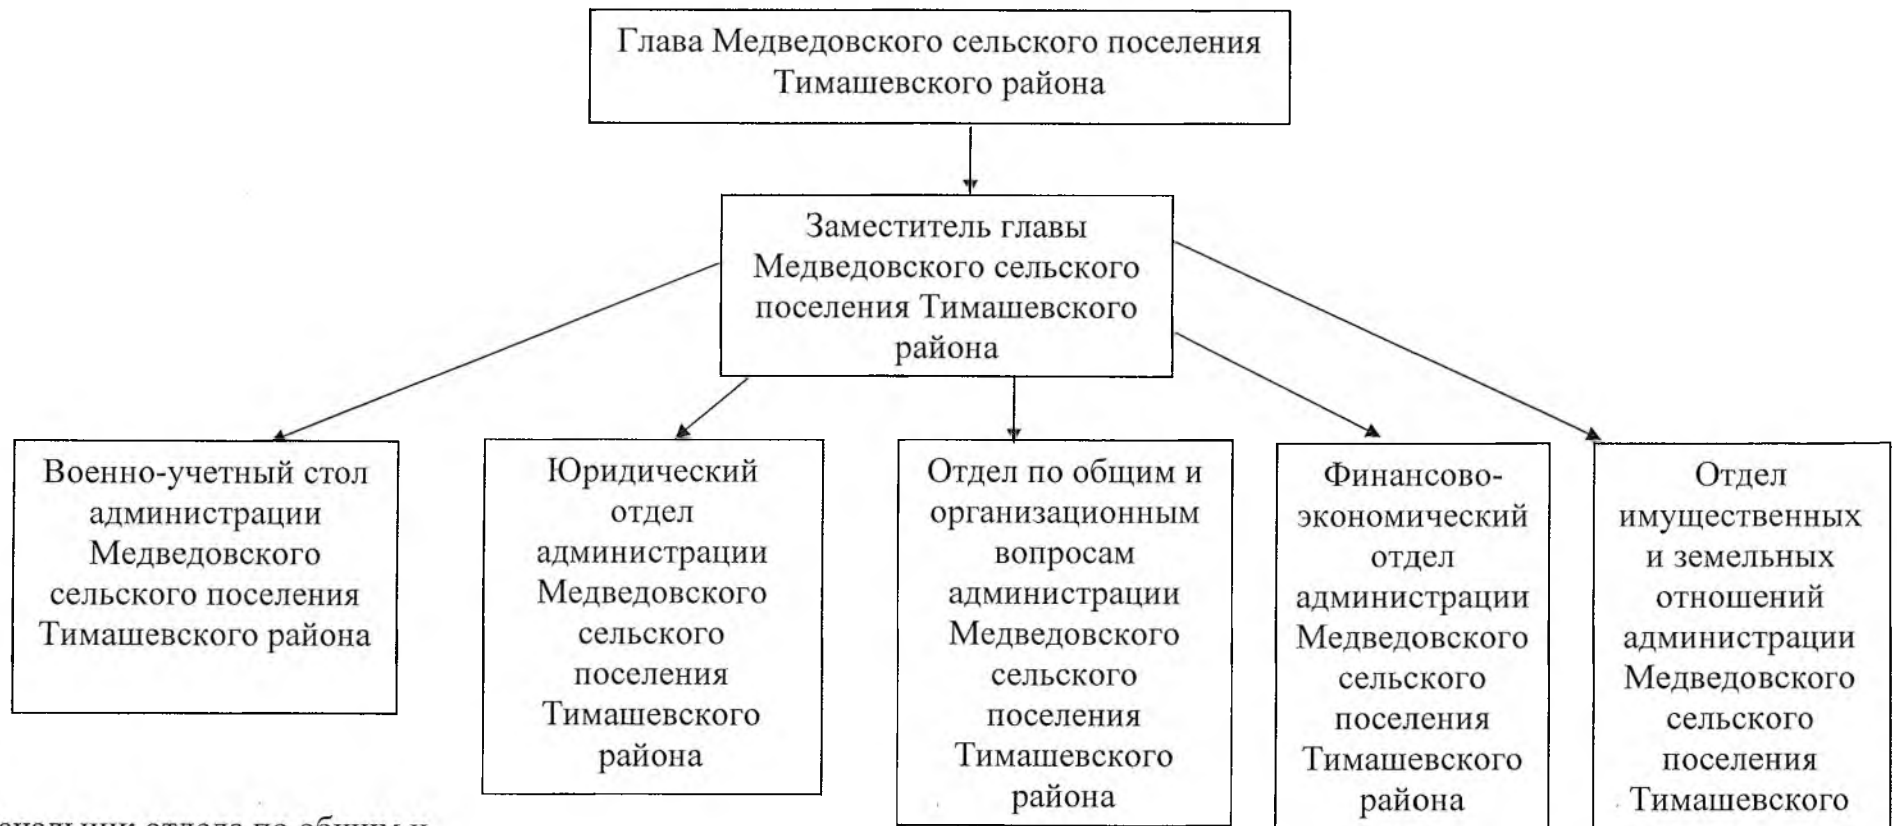 Глава Медведовского сельского поселения
Тимашевского района
Заместитель главы
Медведовского сельского
поселения Тимашевского
района
Военно-учетный стол
администрации
Медведовского
сельского поселения
Тимашевского района
Юридический
отдел
администрации
Медведовского
сельского
поселения
Тимашевского
района
Отдел по общим и
организационным
вопросам
администрации
Медведовского
сельского
поселения
Тимашевского
района
Финансово-
экономический
отдел
администрации
Медведовского
сельского
поселения
Тимашевского
района
Отдел
имущественных
и земельных
отношений
администрации
Медведовского
сельского
поселения
Тимашевского
отдела по общим и